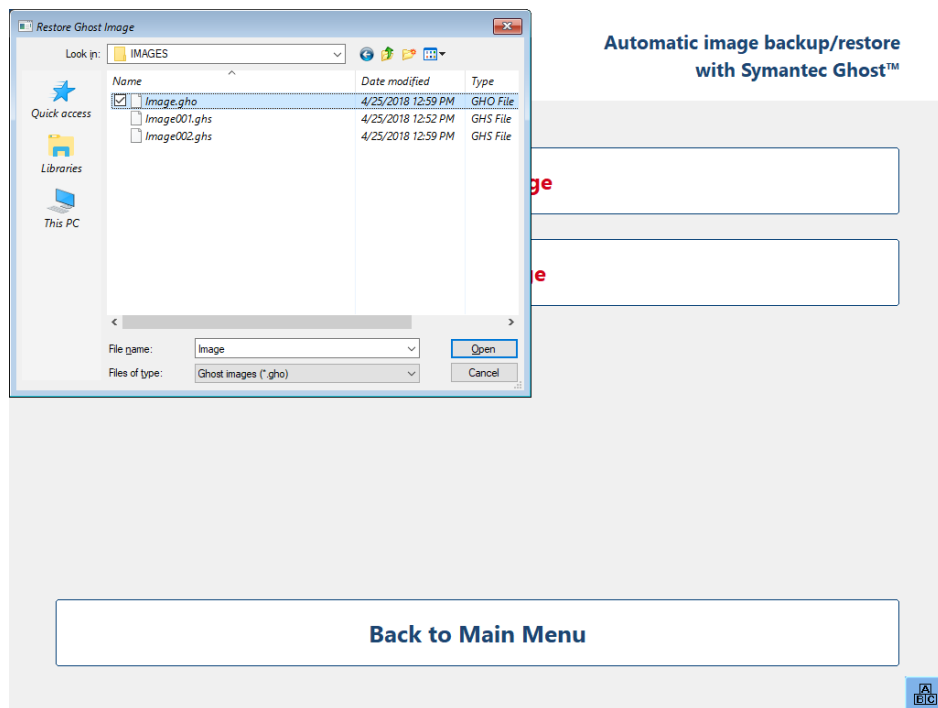 Restore Ghost Image
Look in: IMAGES
Automatic image backup/restore
with Symantec Ghost™
Name Date modified Type
Image.gho 4/25/2018 12:59 PM GHO File
Image001.ghs 4/25/2018 12:52 PM GHS File
Image002.ghs 4/25/2018 12:59 PM GHS File
Quick access
Libraries
This PC
ge
ge
File name: Image Open
Files of type: Ghost images (*.gho) Cancel
Back to Main Menu
A
B C